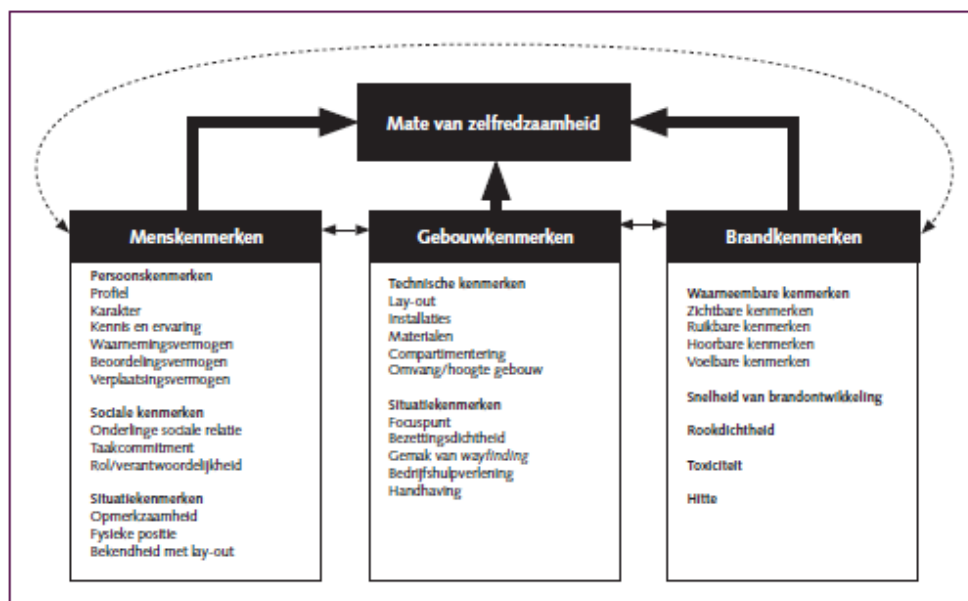 Mate van zelfredzaamheid
Menskenmerken
Persoonskenmerken
Profiel
Karakter
Kennis en ervaring
Waarnemingsvermogen
Beoordelingsvermogen
Verplaatsingsvermogen
Sociale kenmerken
Onderlinge sociale relatie
Taakcommitment
Rol/verantwoordelijkheid
Situatiekenmerken
Opmerkzaamheid
Fysieke positie
Bekendheid met lay-out
Gebouwkenmerken
Technische kenmerken
Lay-out
Installaties
Materialen
Compartimentering
Omvang/hoogte gebouw
Situatiekenmerken
Focuspunt
Bezettingsdichtheid
Gemak van wayfinding
Bedrijfshulpverlening
Handhaving
Brandkenmerken
Waarneembare kenmerken
Zichtbare kenmerken
Ruikbare kenmerken
Hoorbare kenmerken
Voelbare kenmerken
Snelheid van brandontwikkeling
Rookdichtheid
Toxiciteit
Hitte